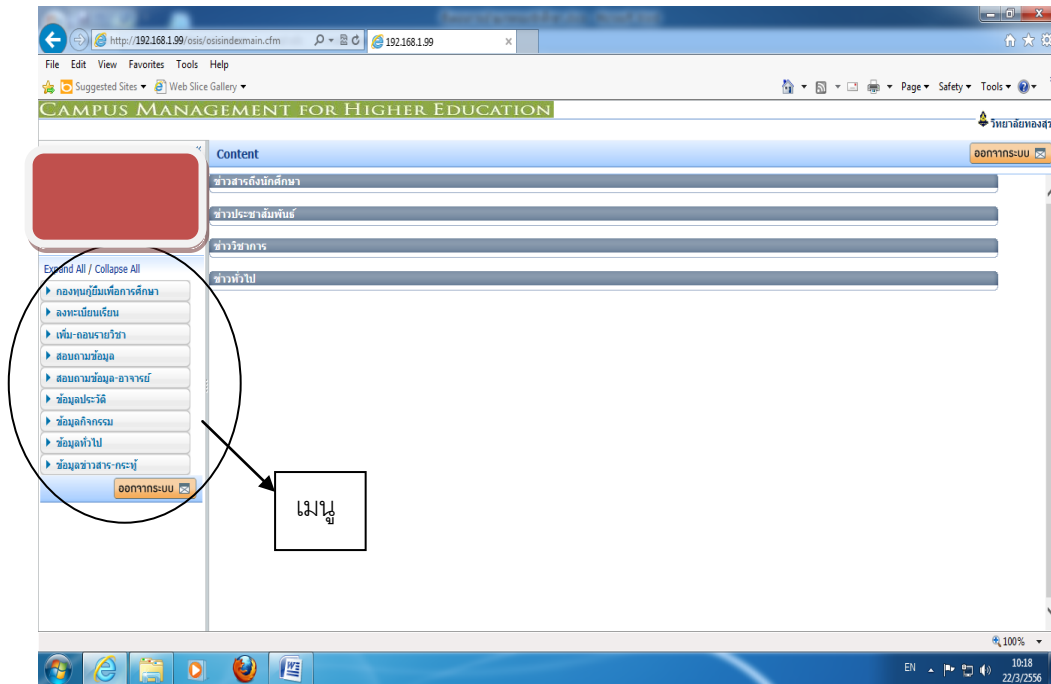 http://192.168.1.99/osis/osisindexmain.cfm
192.168.1.99
File Edit View Favorites Tools Help
Suggested Sites Web Slice Gallery
Page Safety Tools
CAMPUS MANAGEMENT FOR HIGHER EDUCATION
วิทยาลัยทองสุข
Content
ออกจากระบบ
ข่าวสารถึงนักศึกษา
ข่าวประชาสัมพันธ์
ข่าววิชาการ
ข่าวทั่วไป
Expand All / Collapse All
กองทุนกู้ยืมเพื่อการศึกษา
ลงทะเบียนเรียน
เพิ่ม-ถอนรายวิชา
สอบถามข้อมูล
สอบถามข้อมูล-อาจารย์
ข้อมูลประวัติ
ข้อมูลกิจกรรม
ข้อมูลทั่วไป
ข้อมูลข่าวสาร-กระทู้
ออกจากระบบ
เมนู
100%
EN
10:18
22/3/2556